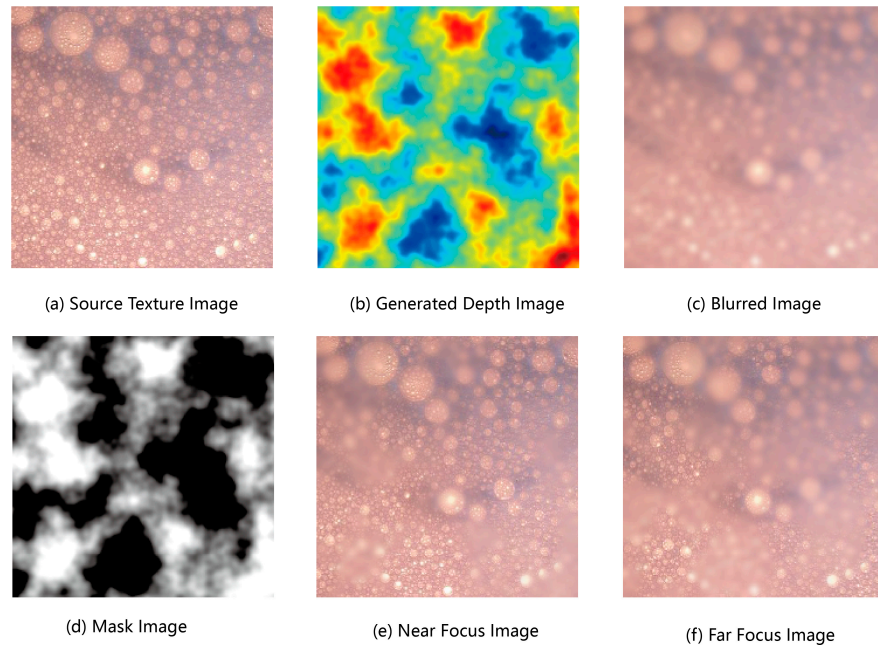 (a) Source Texture Image
(b) Generated Depth Image
(c) Blurred Image
(d) Mask Image
(e) Near Focus Image
(f) Far Focus Image